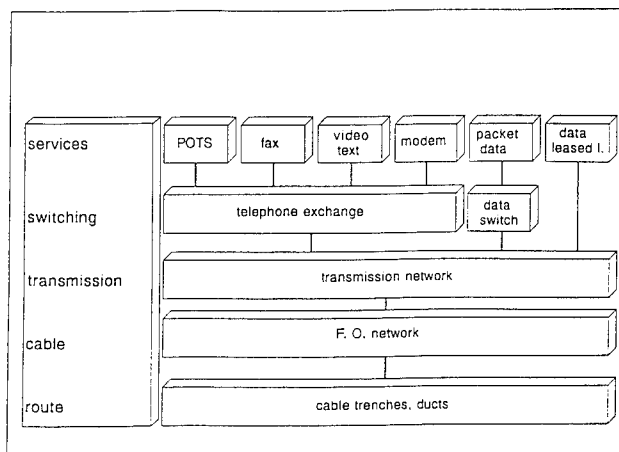 services
POTS
fax
video
text
modem
packet
data
data
leased l.
switching
telephone exchange
data
switch
transmission
transmission network
cable
F. O. network
route
cable trenches, ducts